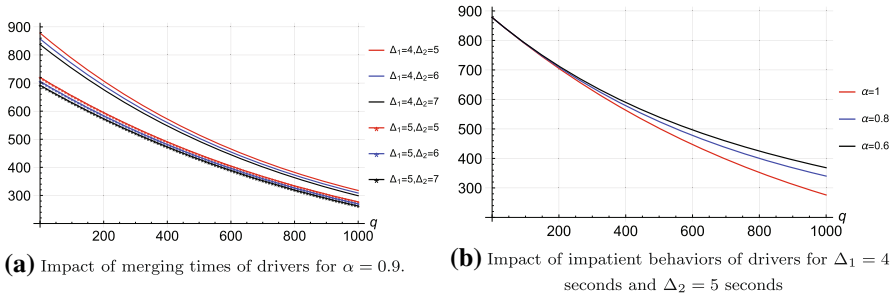 900
800
700
600
500
400
300
200 400 600 800 1000
q
Δ₁=4,Δ₂=5
Δ₁=4,Δ₂=6
Δ₁=4,Δ₂=7
Δ₁=5,Δ₂=5
Δ₁=5,Δ₂=6
Δ₁=5,Δ₂=7
(a) Impact of merging times of drivers for α = 0.9.
900
800
700
600
500
400
300
200 400 600 800 1000
q
α=1
α=0.8
α=0.6
(b) Impact of impatient behaviors of drivers for Δ₁ = 4
seconds and Δ₂ = 5 seconds